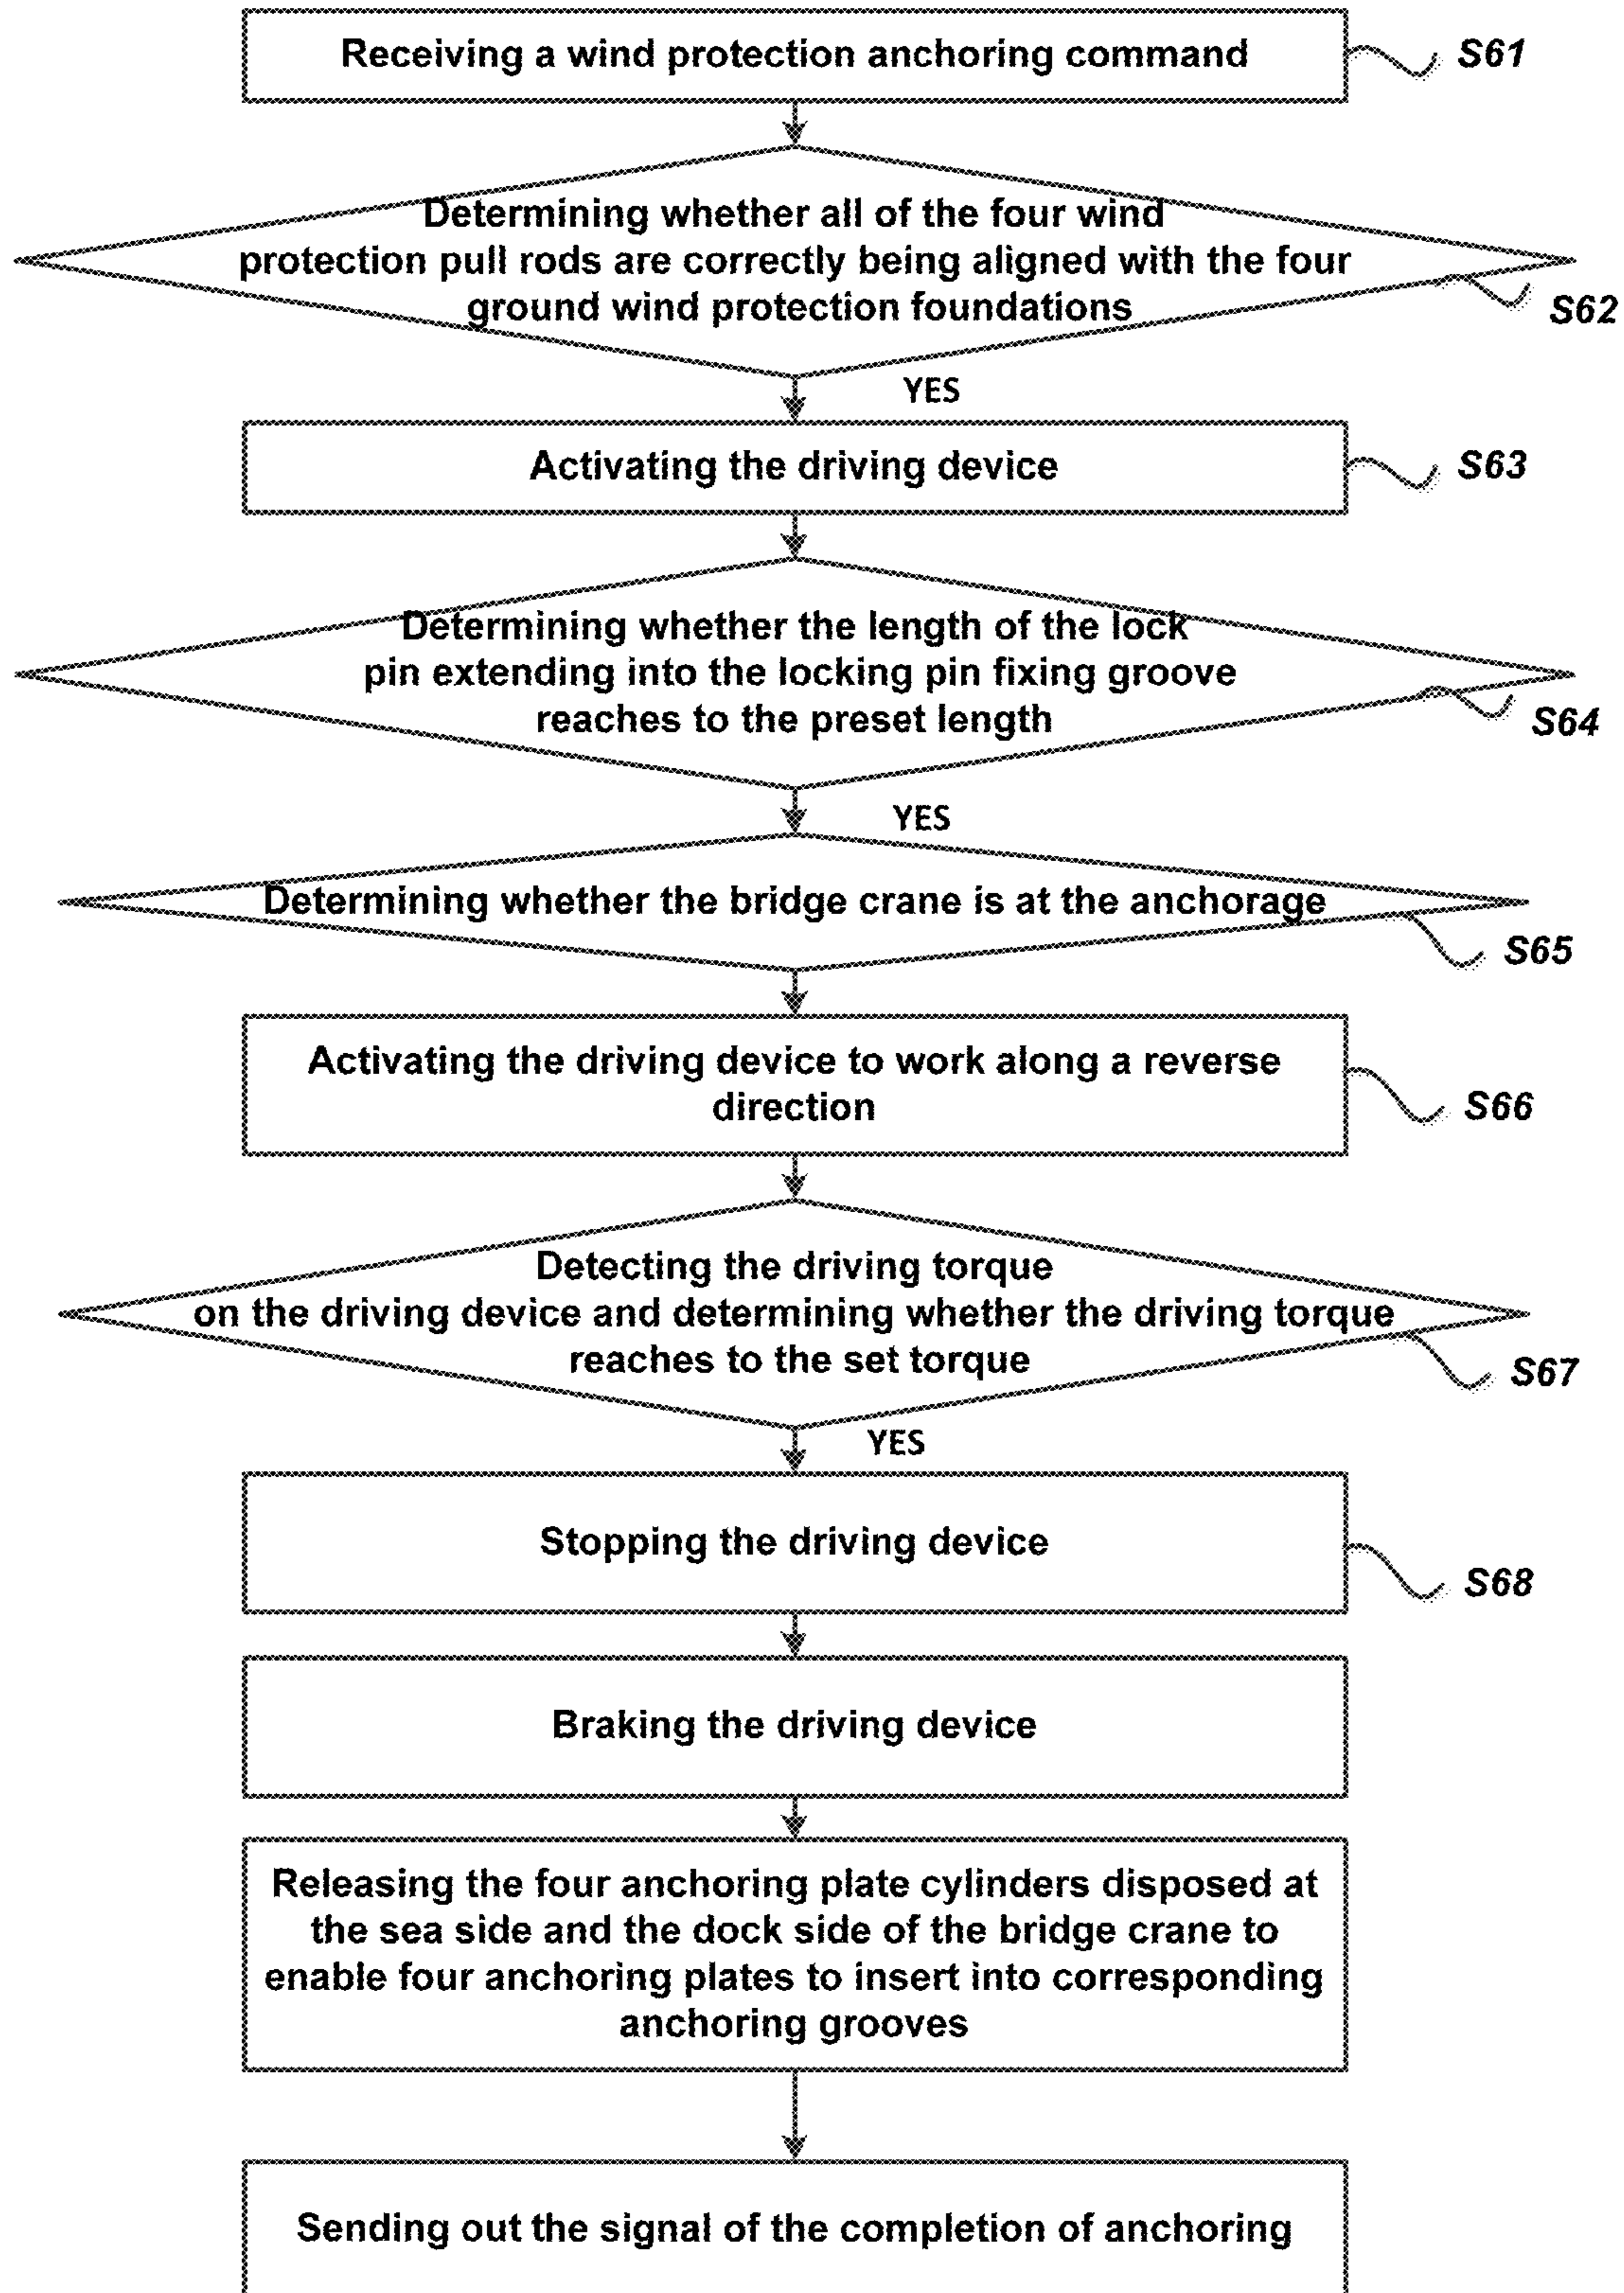 Receiving a wind protection anchoring command
S61
Determining whether all of the four wind
protection pull rods are correctly being aligned with the four
ground wind protection foundations
S62
YES
Activating the driving device
S63
Determining whether the length of the lock
pin extending into the locking pin fixing groove
reaches to the preset length
S64
YES
Determining whether the bridge crane is at the anchorage
S65
Activating the driving device to work along a reverse
direction
S66
Detecting the driving torque
on the driving device and determining whether the driving torque
reaches to the set torque
S67
YES
Stopping the driving device
S68
Braking the driving device
Releasing the four anchoring plate cylinders disposed at
the sea side and the dock side of the bridge crane to
enable four anchoring plates to insert into corresponding
anchoring grooves
Sending out the signal of the completion of anchoring